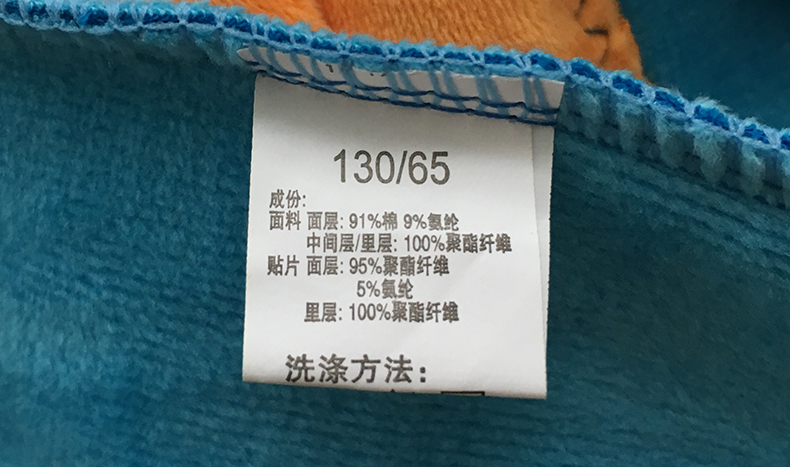 130/65
成份:
面料 面层: 91%棉 9%氨纶
中间层/里层: 100%聚酯纤维
贴片 面层: 95%聚酯纤维
5%氨纶
里层: 100%聚酯纤维
洗涤方法: